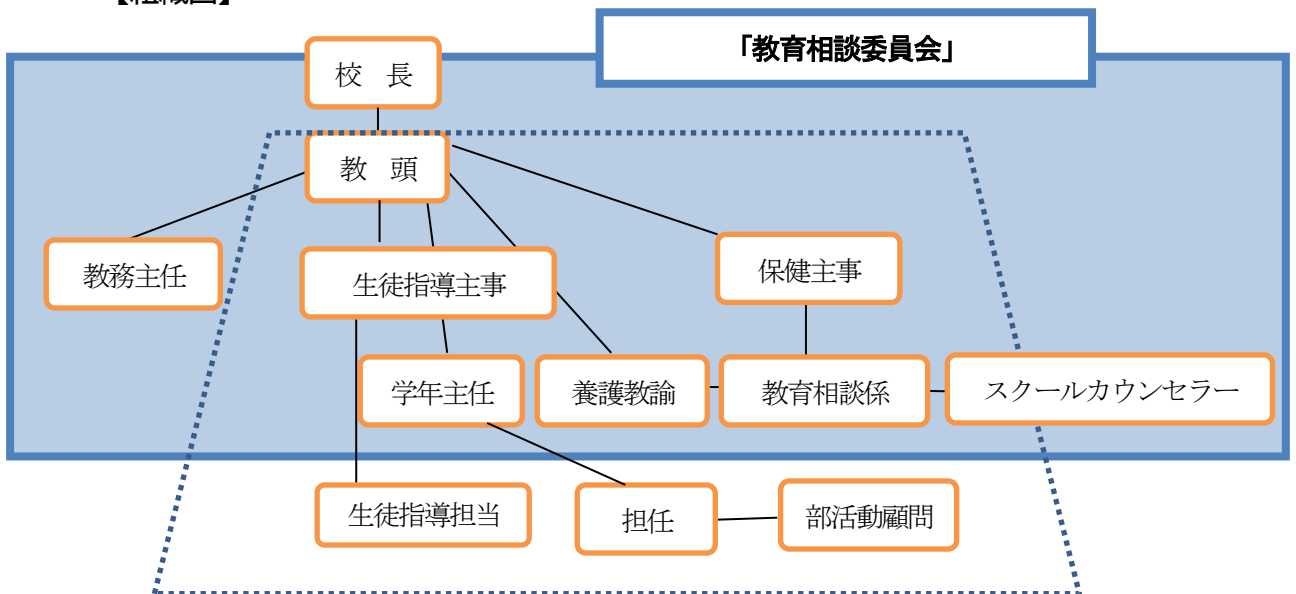 【組織図】
「教育相談委員会」
校　長
教　頭
教務主任
生徒指導主事
保健主事
学年主任
養護教諭
教育相談係
スクールカウンセラー
生徒指導担当
担任
部活動顧問